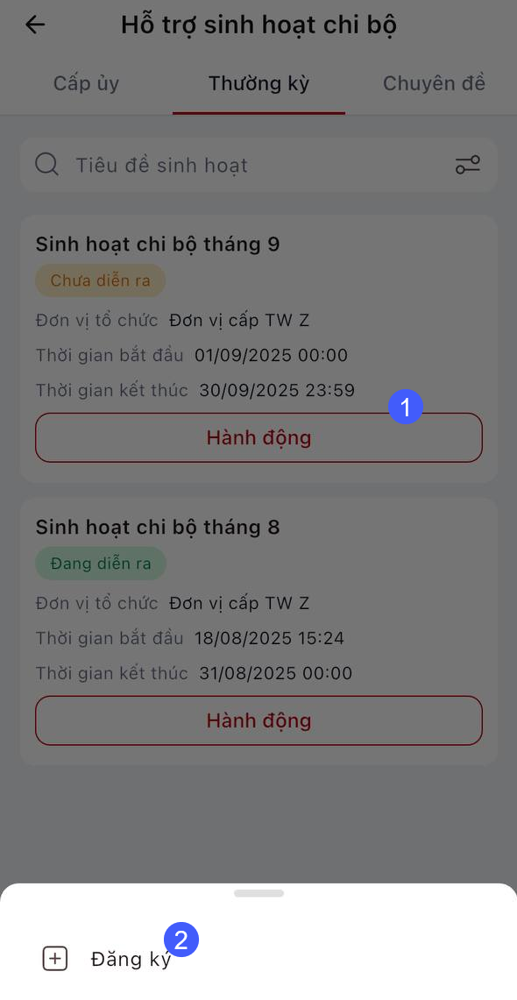 Hỗ trợ sinh hoạt chi bộ
Cấp ủy Thường kỳ Chuyên đề
Tiêu đề sinh hoạt
Sinh hoạt chi bộ tháng 9
Chưa diễn ra
Đơn vị tổ chức Đơn vị cấp TW Z
Thời gian bắt đầu 01/09/2025 00:00
Thời gian kết thúc 30/09/2025 23:59
1
Hành động
Sinh hoạt chi bộ tháng 8
Đang diễn ra
Đơn vị tổ chức Đơn vị cấp TW Z
Thời gian bắt đầu 18/08/2025 15:24
Thời gian kết thúc 31/08/2025 00:00
Hành động
2
Đăng ký